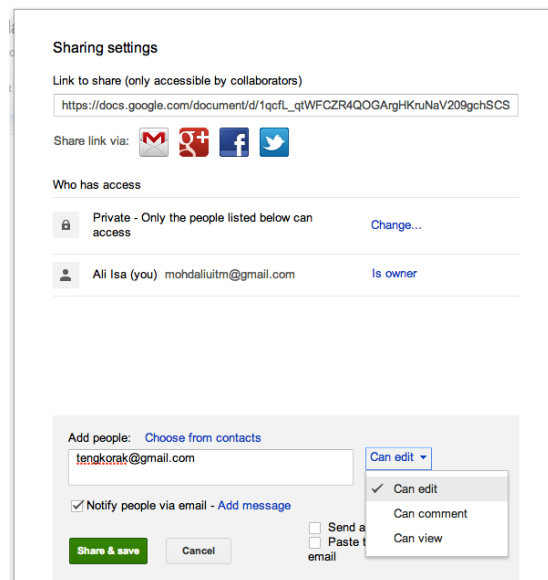 Sharing settings
Link to share (only accessible by collaborators)
https://docs.google.com/document/d/1qcfL_qtWFCZR4QOGArgHKruNaV209gchSCS
Share link via:
Who has access
Private - Only the people listed below can
access
Change...
Ali Isa (you) mohdaliuitm@gmail.com
Is owner
Add people: Choose from contacts
tengkorak@gmail.com
Can edit
Can edit
Can comment
Can view
Notify people via email - Add message
Send a
Paste t
email
Share & save
Cancel